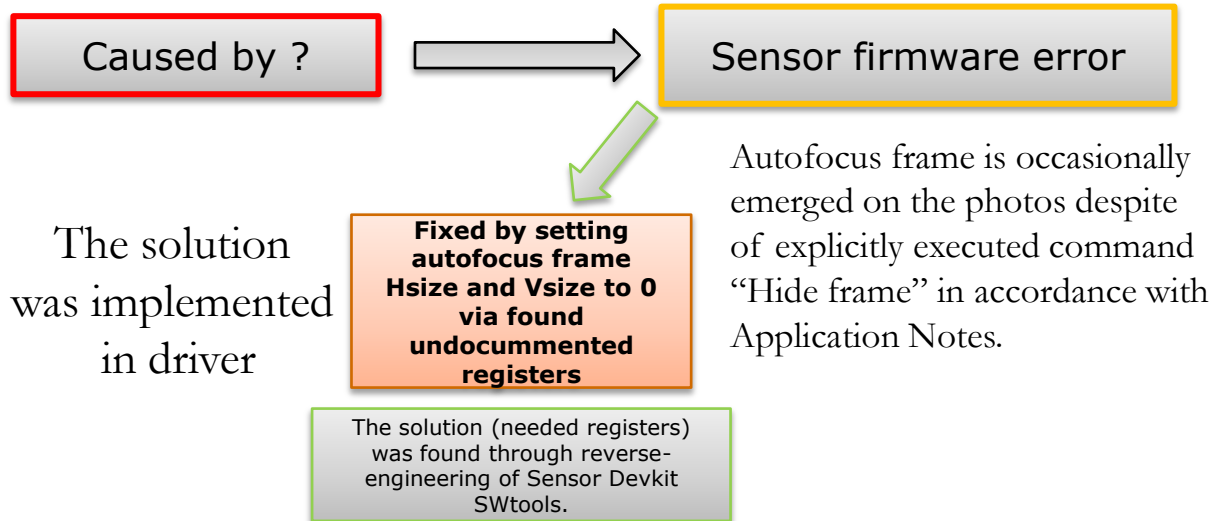 Caused by ?
Sensor firmware error
Autofocus frame is occasionally
emerged on the photos despite
of explicitly executed command
“Hide frame” in accordance with
Application Notes.
The solution
was implemented
in driver
Fixed by setting
autofocus frame
Hsize and Vsize to 0
via found
undocummented
registers
The solution (needed registers)
was found through reverse-
engineering of Sensor Devkit
SWtools.